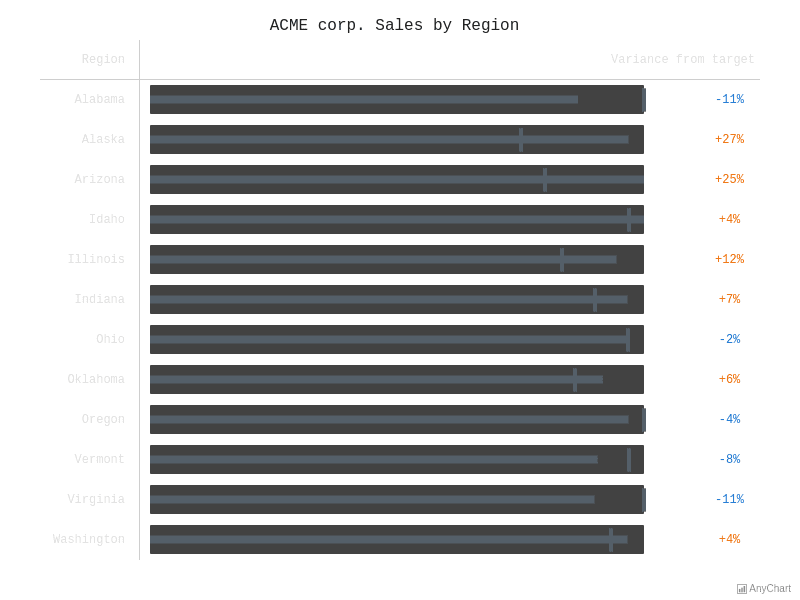 ACME corp. Sales by Region
Region Variance from target
Alabama -11%
Alaska +27%
Arizona +25%
Idaho +4%
Illinois +12%
Indiana +7%
Ohio -2%
Oklahoma +6%
Oregon -4%
Vermont -8%
Virginia -11%
Washington +4%
AnyChart